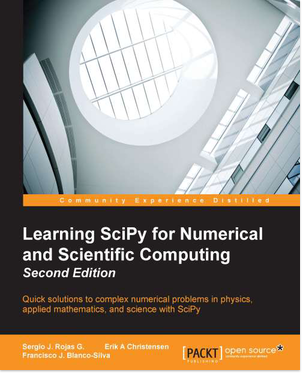 Community Experience Distilled
Learning SciPy for Numerical
and Scientific Computing
Second Edition
Quick solutions to complex numerical problems in physics,
applied mathematics, and science with SciPy
Sergio J. Rojas G. Erik A Christensen
Francisco J. Blanco-Silva
[PACKT] open source*
PUBLISHING